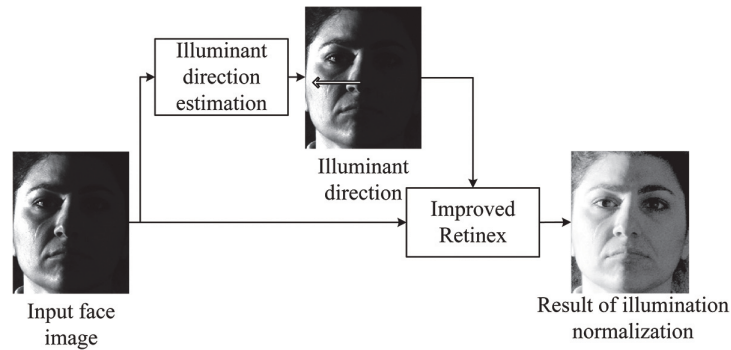 Illuminant
direction
estimation
Illuminant
direction
Improved
Retinex
Input face
image
Result of illumination
normalization